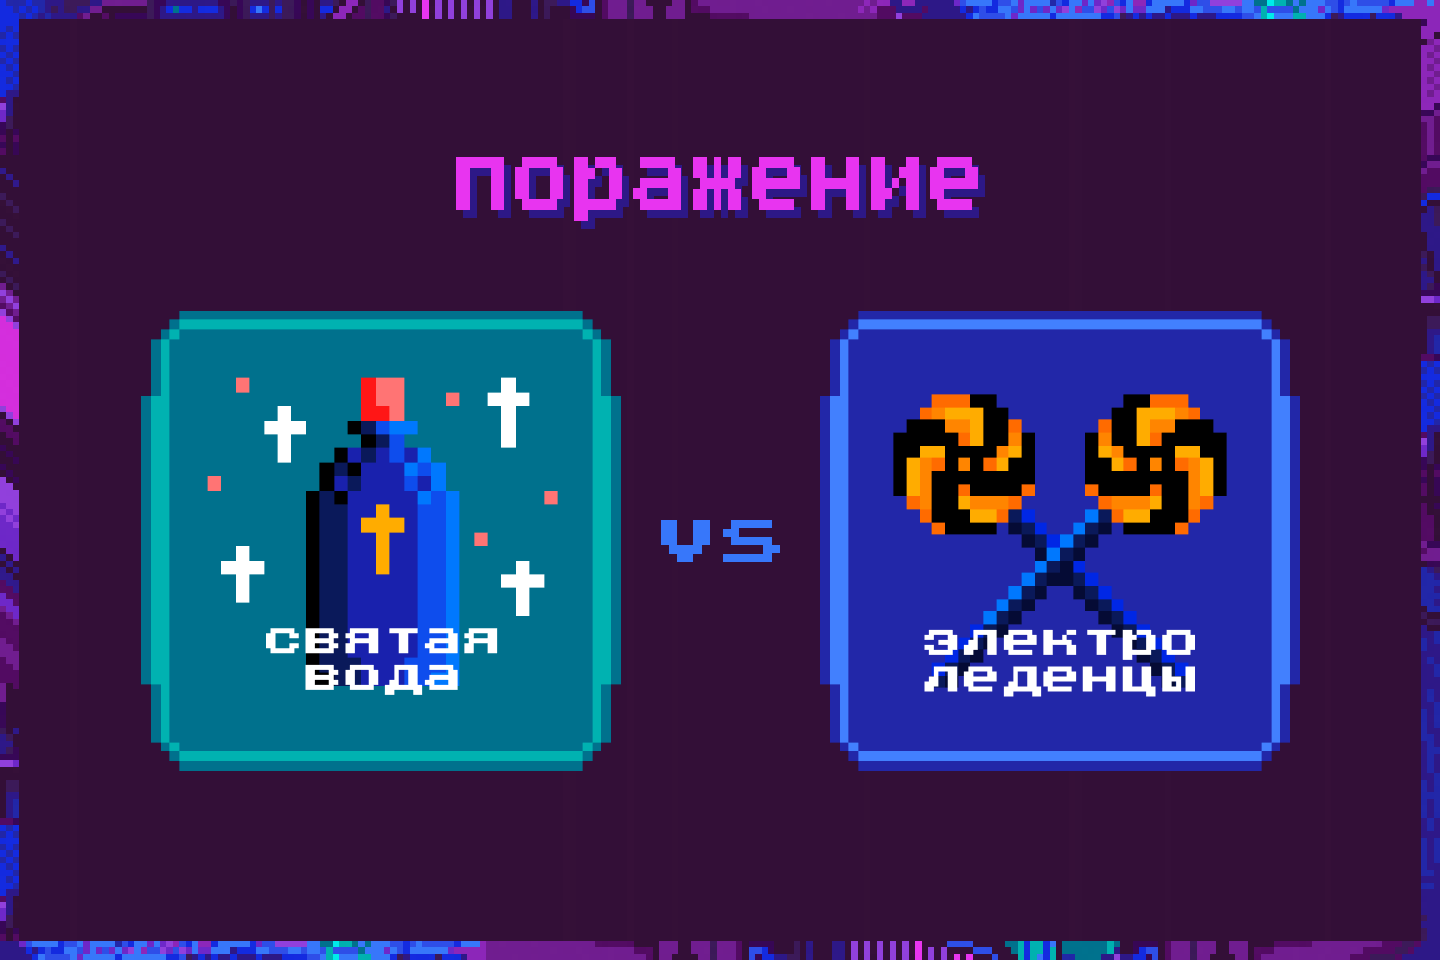 поражение
святая
вода
vs
электро
леденцы